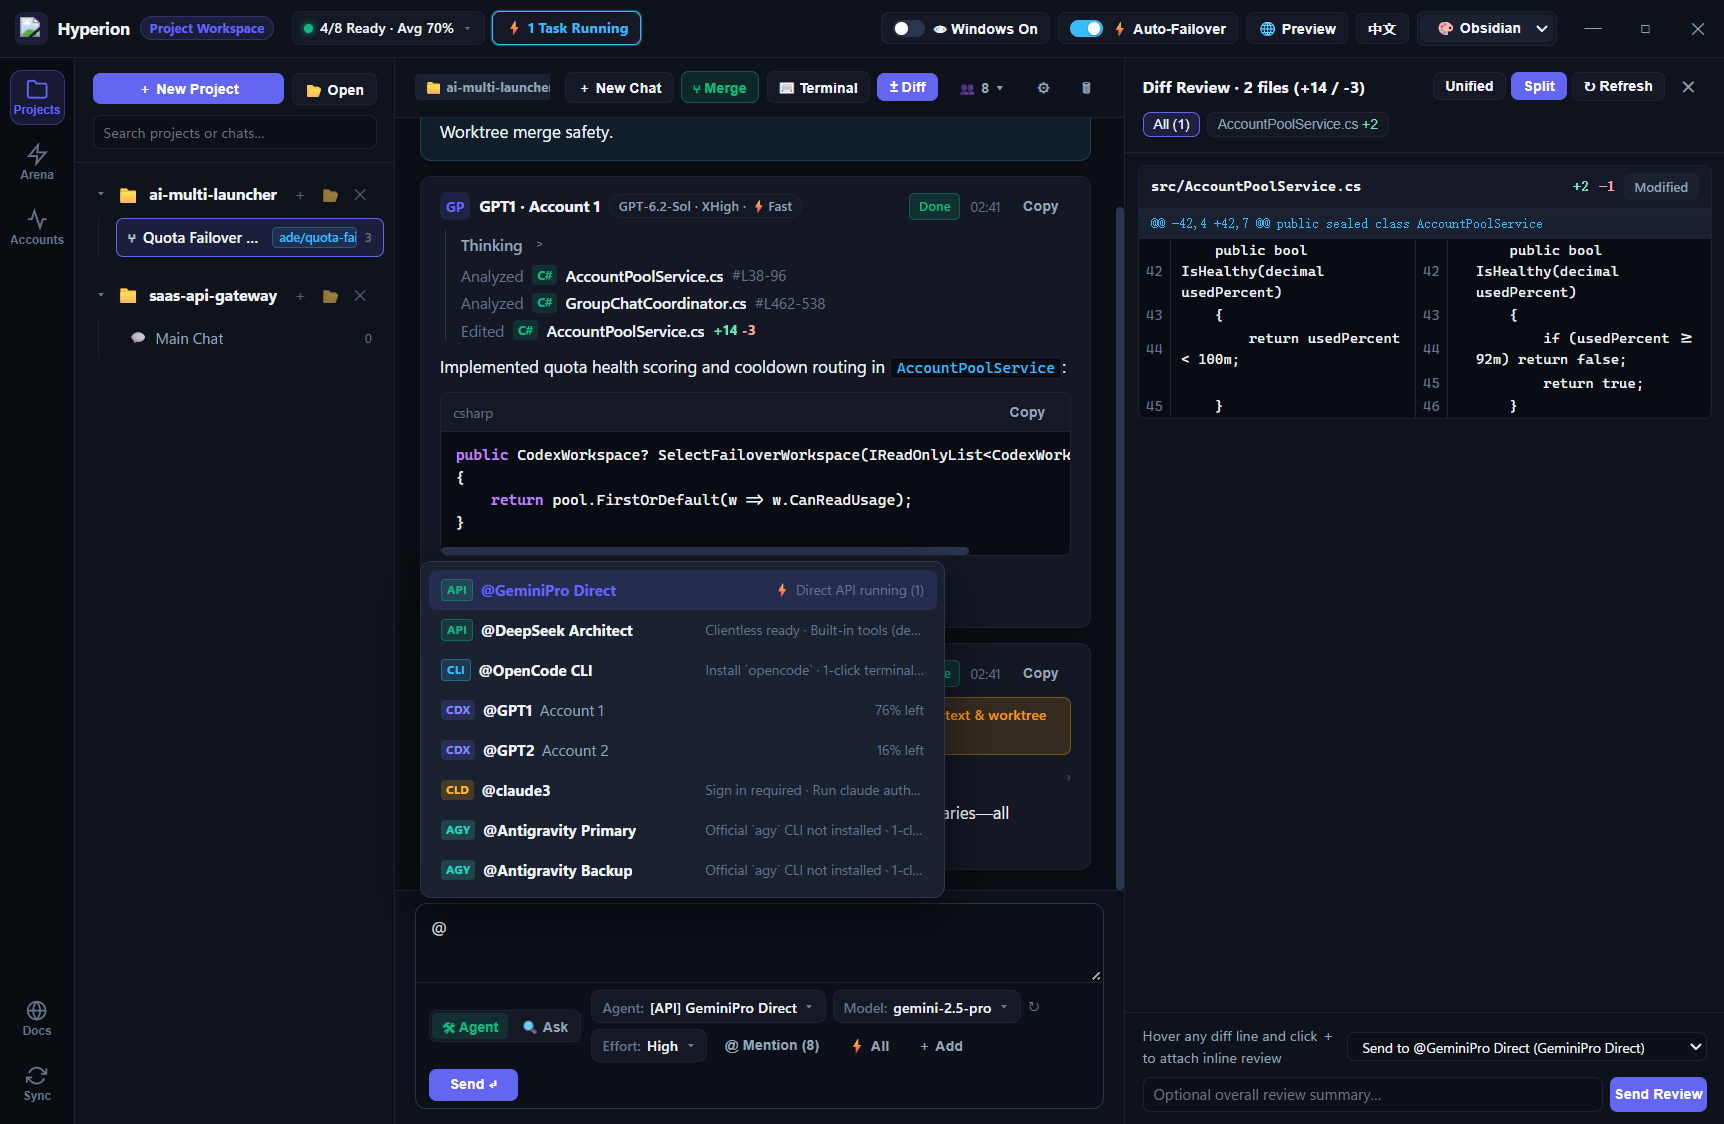 Hyperion
Project Workspace
4/8 Ready · Avg 70%
1 Task Running
Windows On
Auto-Failover
Preview
中文
Obsidian
Projects
Arena
Accounts
Docs
Sync
+ New Project
Open
Search projects or chats...
ai-multi-launcher
Quota Failover ...
ade/quota-fai
3
saas-api-gateway
Main Chat
0
ai-multi-launcher
+ New Chat
Merge
Terminal
± Diff
8
Worktree merge safety.
GP
GPT1 · Account 1
GPT-6.2-Sol · XHigh · Fast
Done
02:41
Copy
Thinking >
Analyzed C# AccountPoolService.cs #L38-96
Analyzed C# GroupChatCoordinator.cs #L462-538
Edited C# AccountPoolService.cs +14 -3
Implemented quota health scoring and cooldown routing in AccountPoolService :
csharp
Copy
public CodexWorkspace? SelectFailoverWorkspace(IReadOnlyList<CodexWork
{
return pool.FirstOrDefault(w => w.CanReadUsage);
}
API @GeminiPro Direct Direct API running (1)
API @DeepSeek Architect Clientless ready · Built-in tools (de...
CLI @OpenCode CLI Install `opencode` · 1-click terminal...
CDX @GPT1 Account 1 76% left
CDX @GPT2 Account 2 16% left
CLD @claude3 Sign in required · Run claude auth...
AGY @Antigravity Primary Official `agy` CLI not installed · 1-cl...
AGY @Antigravity Backup Official `agy` CLI not installed · 1-cl...
e
02:41
Copy
text & worktree
aries—all
@
Agent
Ask
Agent: [API] GeminiPro Direct
Model: gemini-2.5-pro
Effort: High
@ Mention (8)
All
+ Add
Send
Diff Review · 2 files (+14 / -3)
Unified
Split
Refresh
All (1)
AccountPoolService.cs +2
src/AccountPoolService.cs
+2 −1 Modified
@@ -42,4 +42,7 @@ public sealed class AccountPoolService
42 public bool IsHealthy(decimal usedPercent)
43 {
44 return usedPercent < 100m;
45 }
42 public bool IsHealthy(decimal usedPercent)
43 {
44 if (usedPercent >= 92m) return false;
45 return true;
46 }
Hover any diff line and click +
to attach inline review
Send to @GeminiPro Direct (GeminiPro Direct)
Optional overall review summary...
Send Review